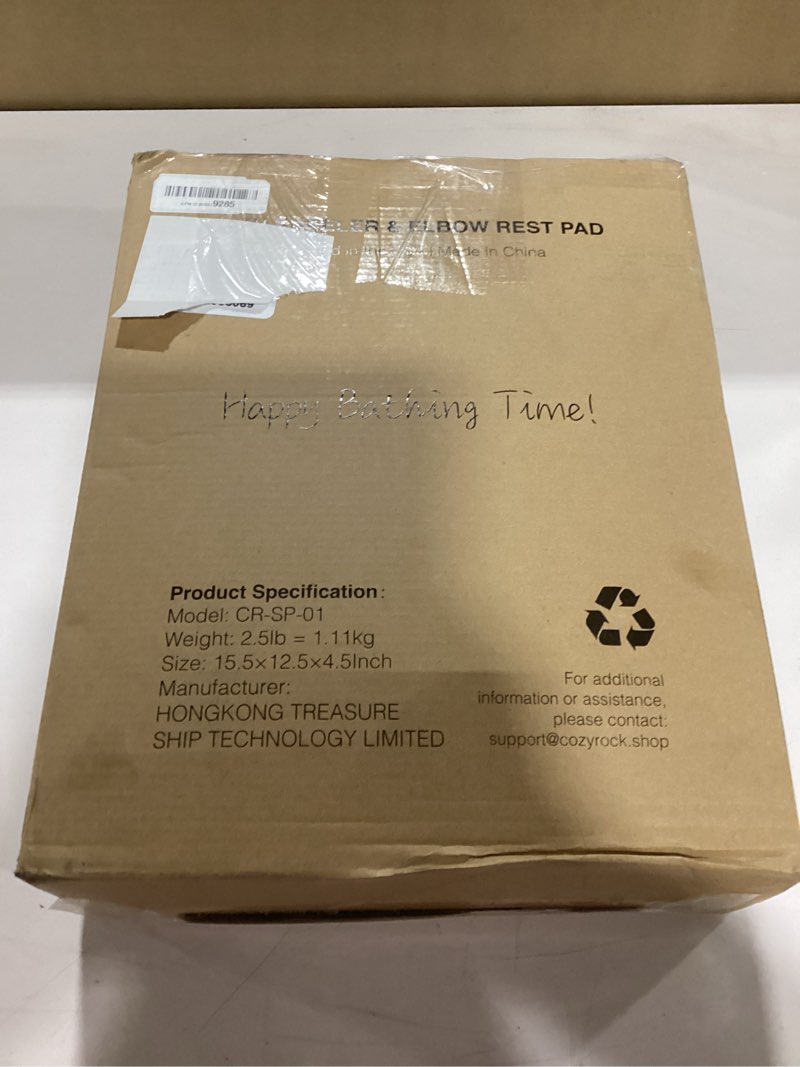 9285
& ELBOW REST PAD
Made In China
Happy Bathing Time!
Product Specification:
Model: CR-SP-01
Weight: 2.5lb = 1.11kg
Size: 15.5×12.5×4.5Inch
Manufacturer:
HONGKONG TREASURE
SHIP TECHNOLOGY LIMITED
For additional
information or assistance,
please contact:
support@cozyrock.shop